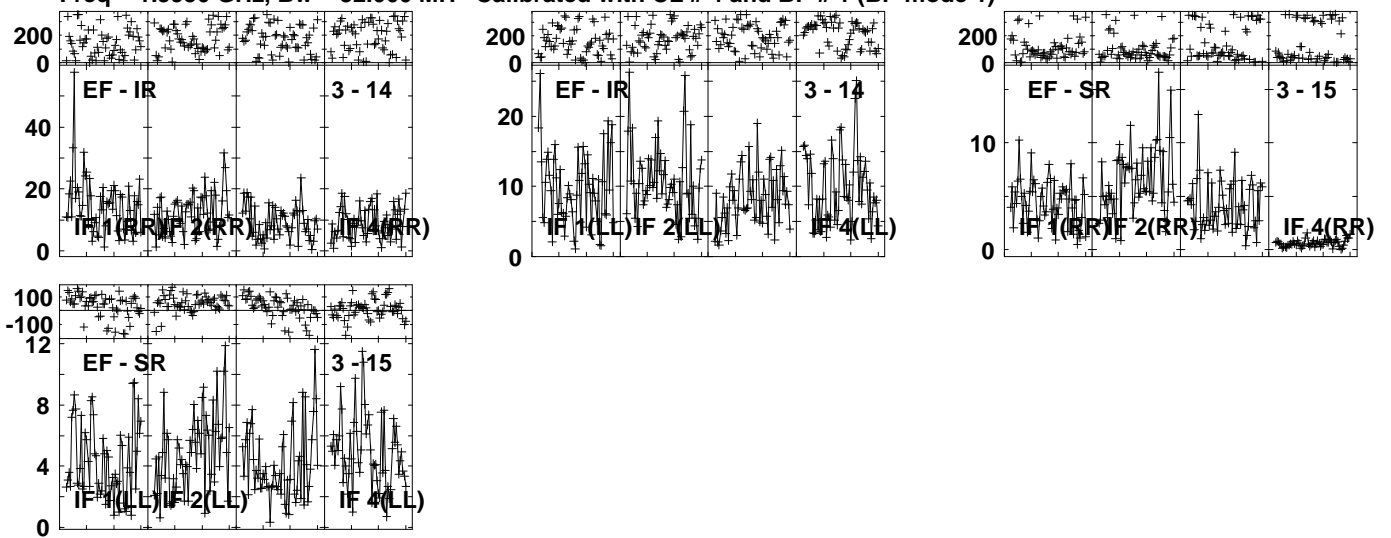 200 200 200
0 0 0
EF - IR 3 - 14 EF - IR 3 - 14 EF - SR 3 - 15
40 20 10
20 10
IF 1(RR) IF 2(RR) IF 4(RR) IF 1(LL) IF 2(LL) IF 4(LL) IF 1(RR) IF 2(RR) IF 4(RR)
0 0 0
100
-100
12
EF - SR 3 - 15
8
4
IF 1(LL) IF 2(LL) IF 4(LL)
0